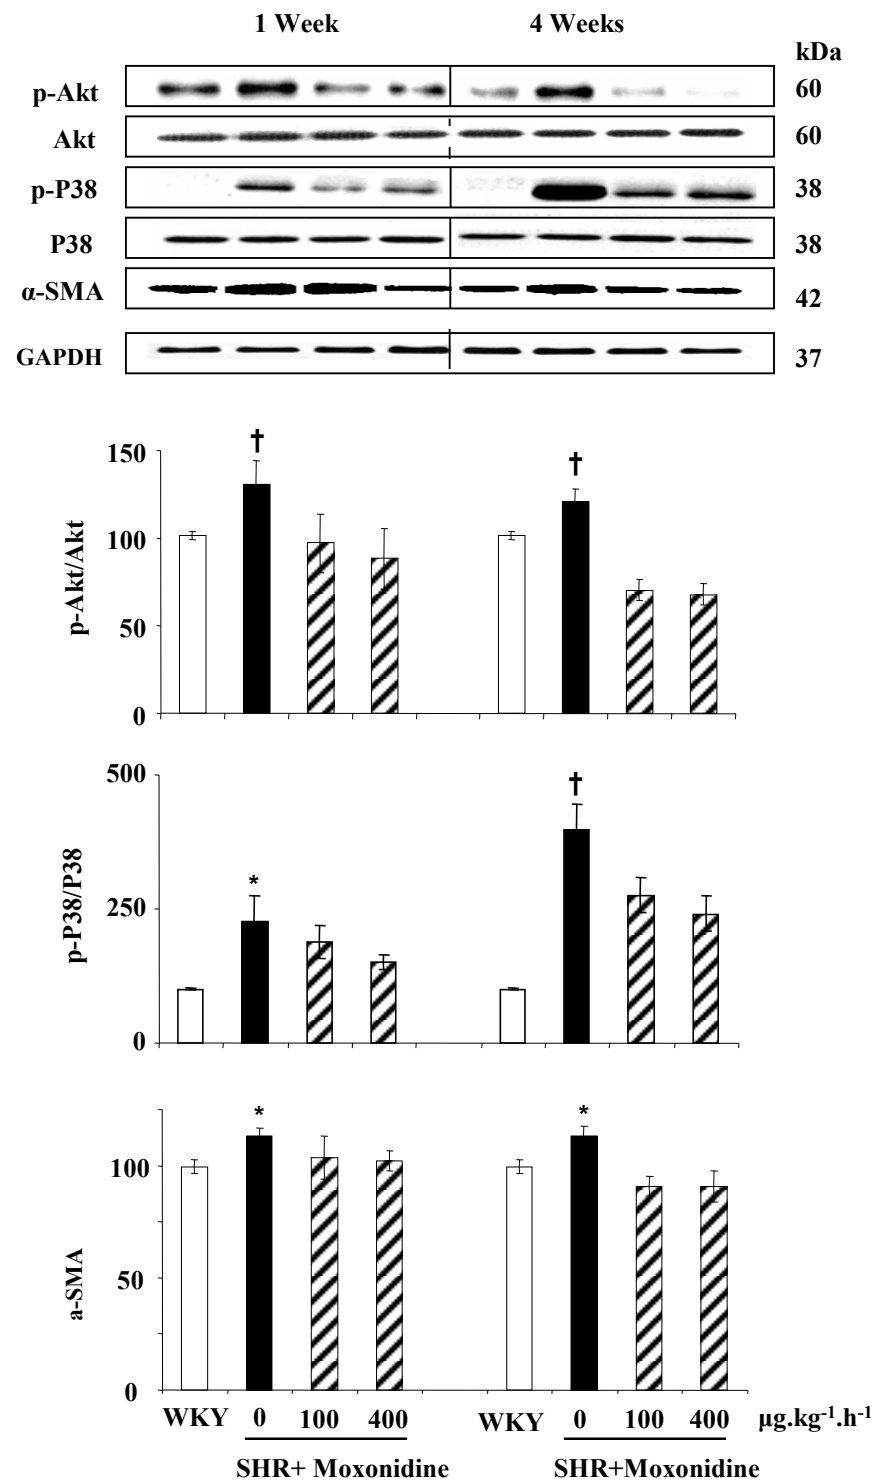 1 Week 4 Weeks
kDa
p-Akt 60
Akt 60
p-P38 38
P38 38
α-SMA 42
GAPDH 37
† †
150
100
50
0
p-Akt/Akt
* †
500
250
0
p-P38/P38
* *
100
50
0
a-SMA
WKY 0 100 400 WKY 0 100 400 µg.kg-1.h-1
SHR+ Moxonidine SHR+Moxonidine